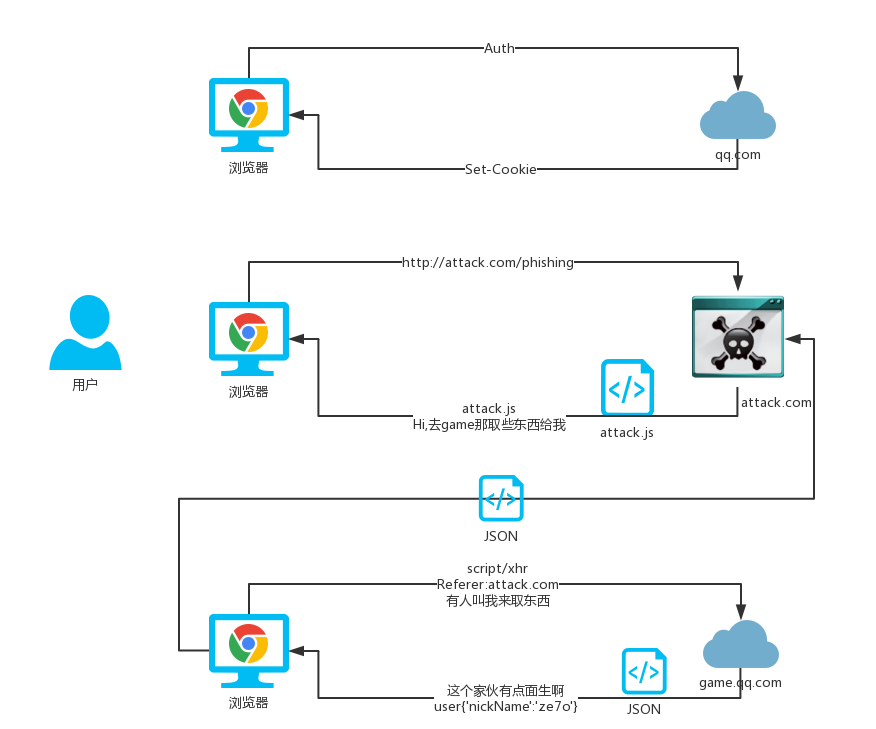 Auth
qq.com
浏览器
Set-Cookie
http://attack.com/phishing
用户
浏览器
attack.com
attack.js
Hi,去game那取些东西给我
attack.js
JSON
script/xhr
Referer:attack.com
有人叫我来取东西
game.qq.com
这个家伙有点面生啊
user{'nickName':'ze7o'}
浏览器
JSON